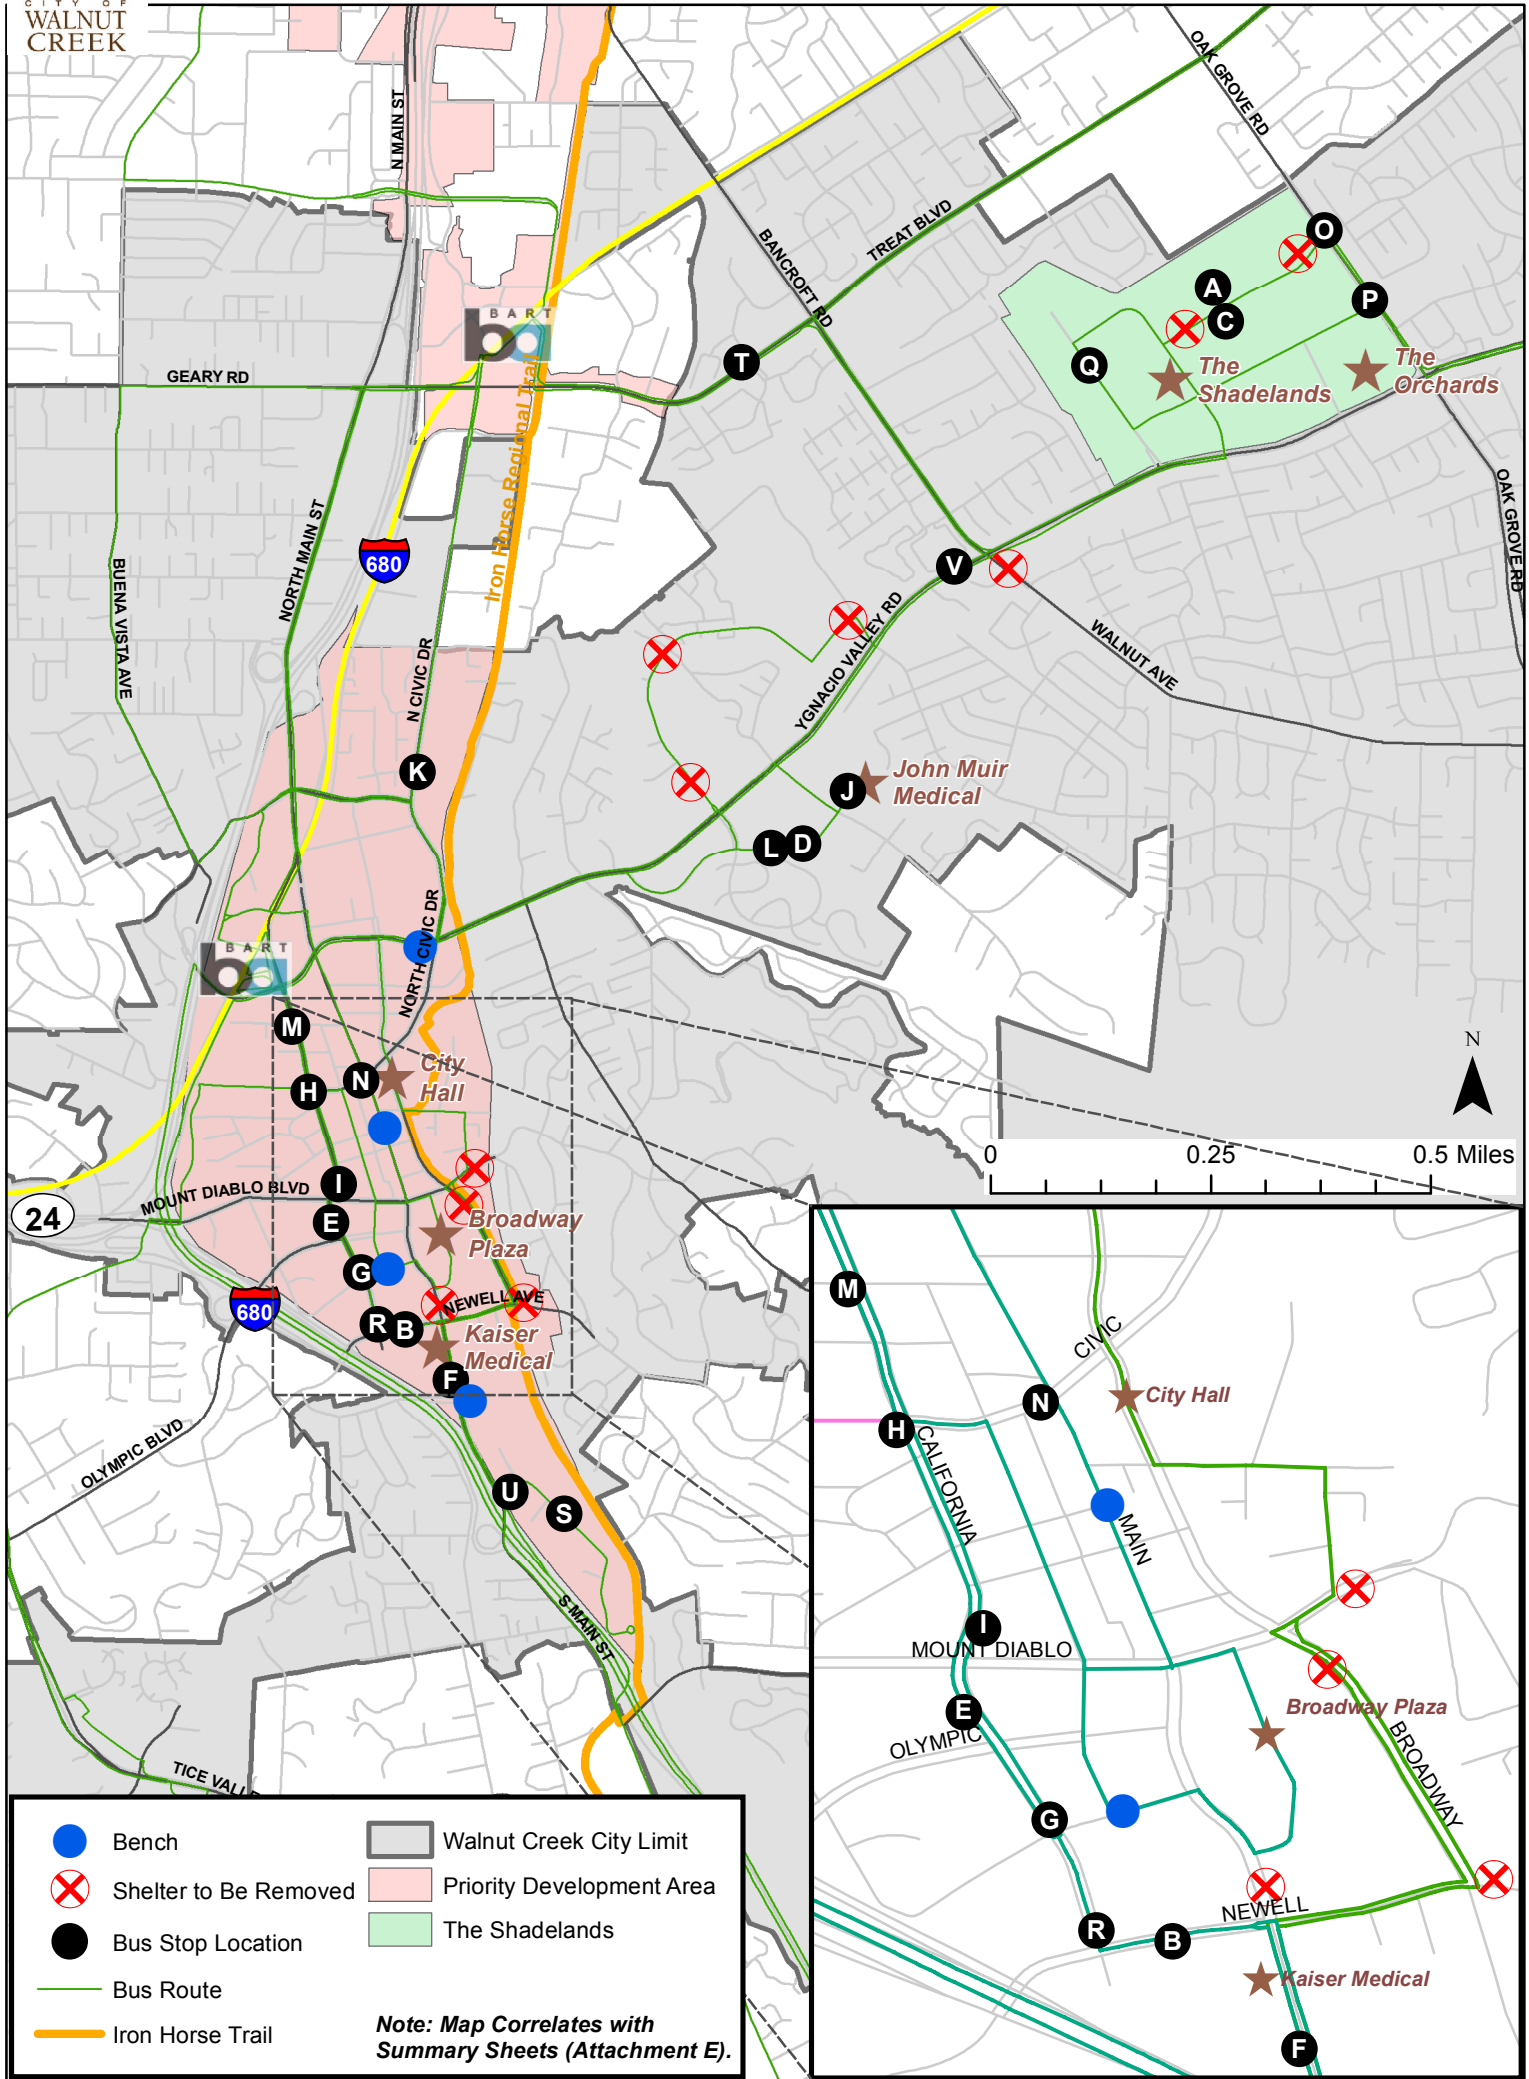 CITY OF
WALNUT
CREEK
N MAIN ST
OAK GROVE RD
BANCROFT RD
TREAT BLVD
O
A
C
P
Q
The
Shadelands
The
Orchards
T
BART
ba
GEARY RD
Iron Horse Regional Trail
OAK GROVE RD
NORTH MAIN ST
680
BUENA VISTA AVE
V
WALNUT AVE
YGNACIO VALLEY RD
N CIVIC DR
K
J
John Muir
Medical
L
D
NORTH CIVIC DR
BART
ba
M
N
City
Hall
H
N
0
0.25
0.5 Miles
I
MOUNT DIABLO BLVD
24
E
Broadway
Plaza
G
680
NEWELL AVE
R
B
Kaiser
Medical
F
OLYMPIC BLVD
U
S
S MAIN ST
TICE VALLE
M
CIVIC
N
City Hall
H
CALIFORNIA
MAIN
I
MOUNT DIABLO
E
OLYMPIC
Broadway Plaza
BROADWAY
G
NEWELL
R
B
Kaiser Medical
F
Bench
Shelter to Be Removed
Bus Stop Location
Bus Route
Iron Horse Trail
Walnut Creek City Limit
Priority Development Area
The Shadelands
Note: Map Correlates with
Summary Sheets (Attachment E).